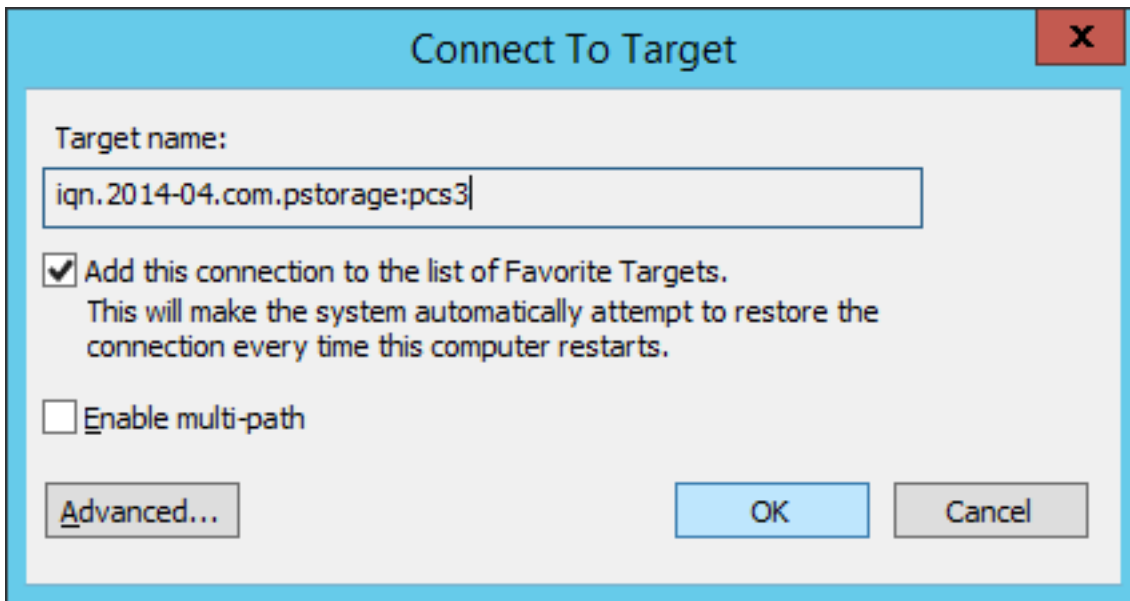 Connect To Target
x
Target name:
iqn.2014-04.com.pstorage:pcs3
Add this connection to the list of Favorite Targets.
This will make the system automatically attempt to restore the
connection every time this computer restarts.
Enable multi-path
Advanced...
OK
Cancel